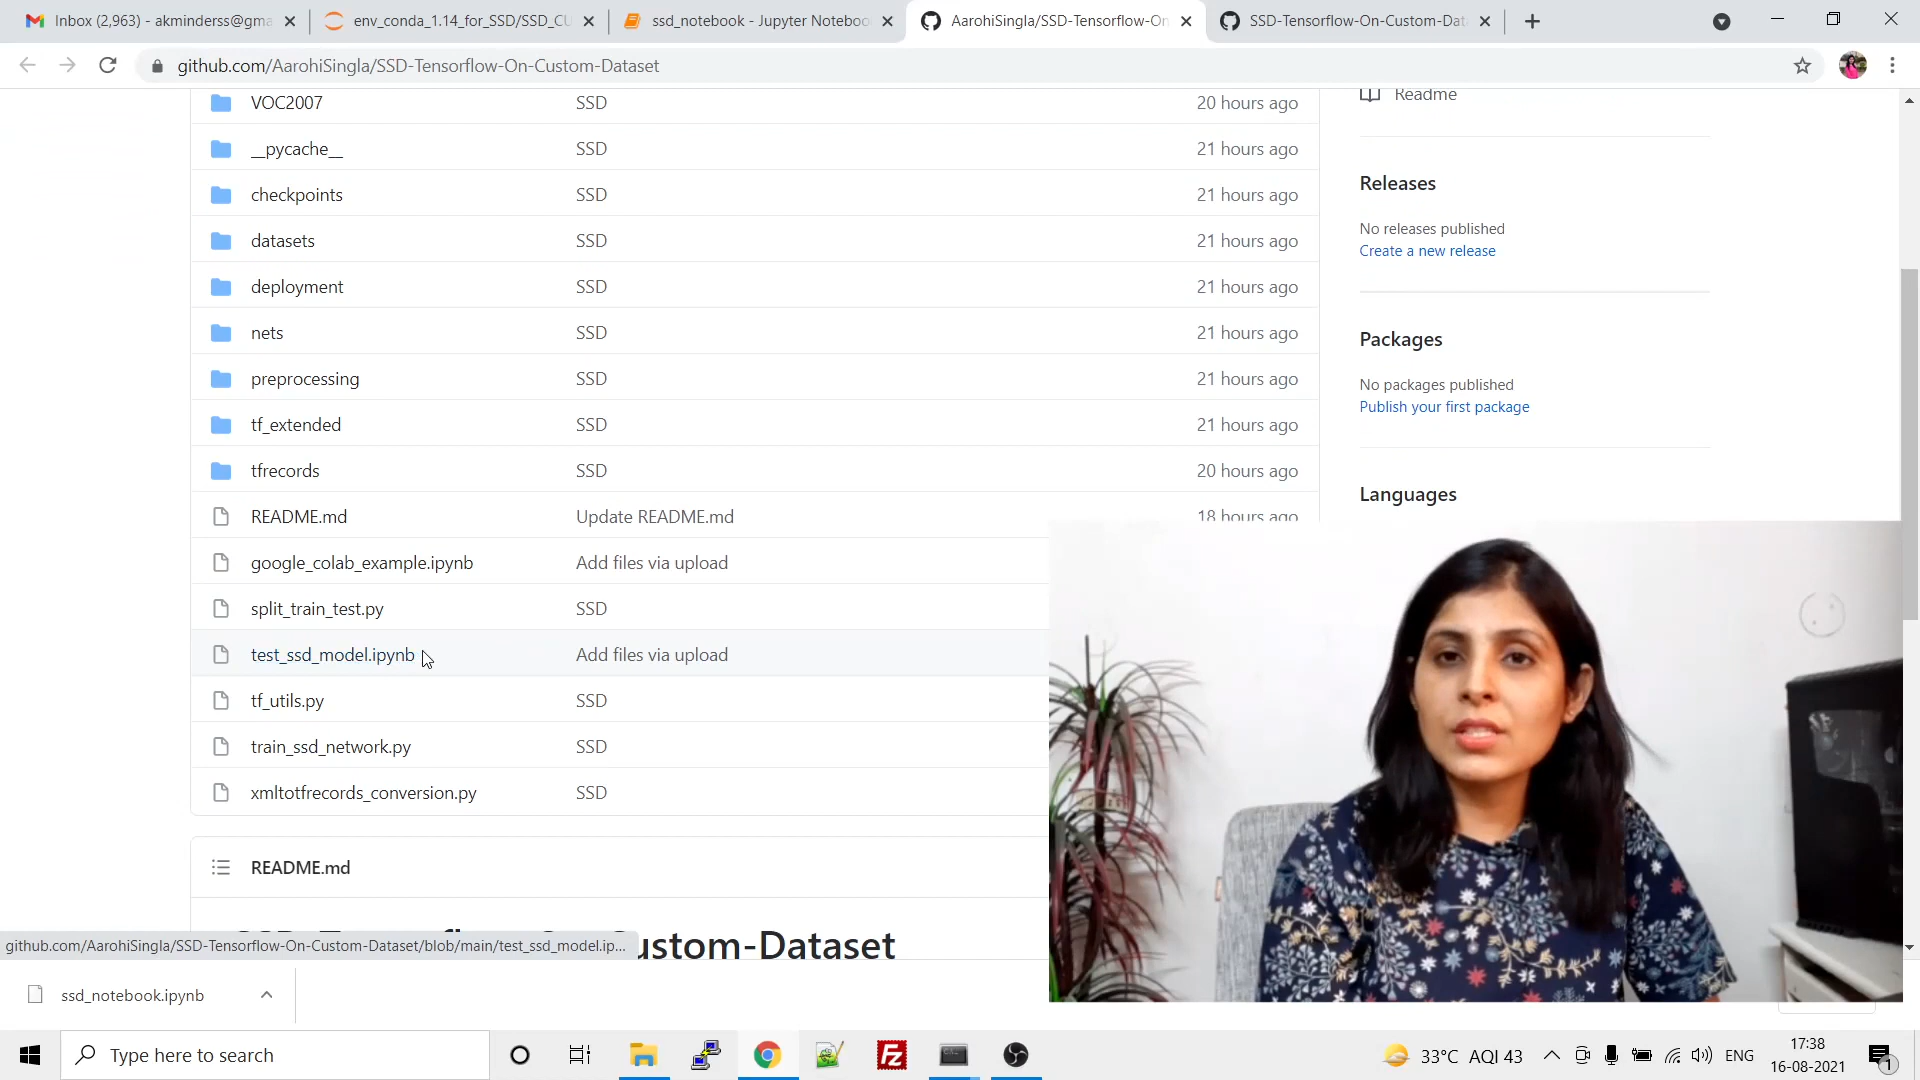 Inbox (2,963) - akminderss@gma
env_conda_1.14_for_SSD/SSD_CU
ssd_notebook - Jupyter Noteboo
AarohiSingla/SSD-Tensorflow-On
SSD-Tensorflow-On-Custom-Dat
github.com/AarohiSingla/SSD-Tensorflow-On-Custom-Dataset
VOC2007 SSD 20 hours ago
__pycache__ SSD 21 hours ago
checkpoints SSD 21 hours ago
datasets SSD 21 hours ago
deployment SSD 21 hours ago
nets SSD 21 hours ago
preprocessing SSD 21 hours ago
tf_extended SSD 21 hours ago
tfrecords SSD 20 hours ago
README.md Update README.md 18 hours ago
google_colab_example.ipynb Add files via upload
split_train_test.py SSD
test_ssd_model.ipynb Add files via upload
tf_utils.py SSD
train_ssd_network.py SSD
xmltotfrecords_conversion.py SSD
README.md
ustom-Dataset
Readme
Releases
No releases published
Create a new release
Packages
No packages published
Publish your first package
Languages
github.com/AarohiSingla/SSD-Tensorflow-On-Custom-Dataset/blob/main/test_ssd_model.ip...
ssd_notebook.ipynb
Type here to search
33°C AQI 43
ENG
17:38
16-08-2021
1